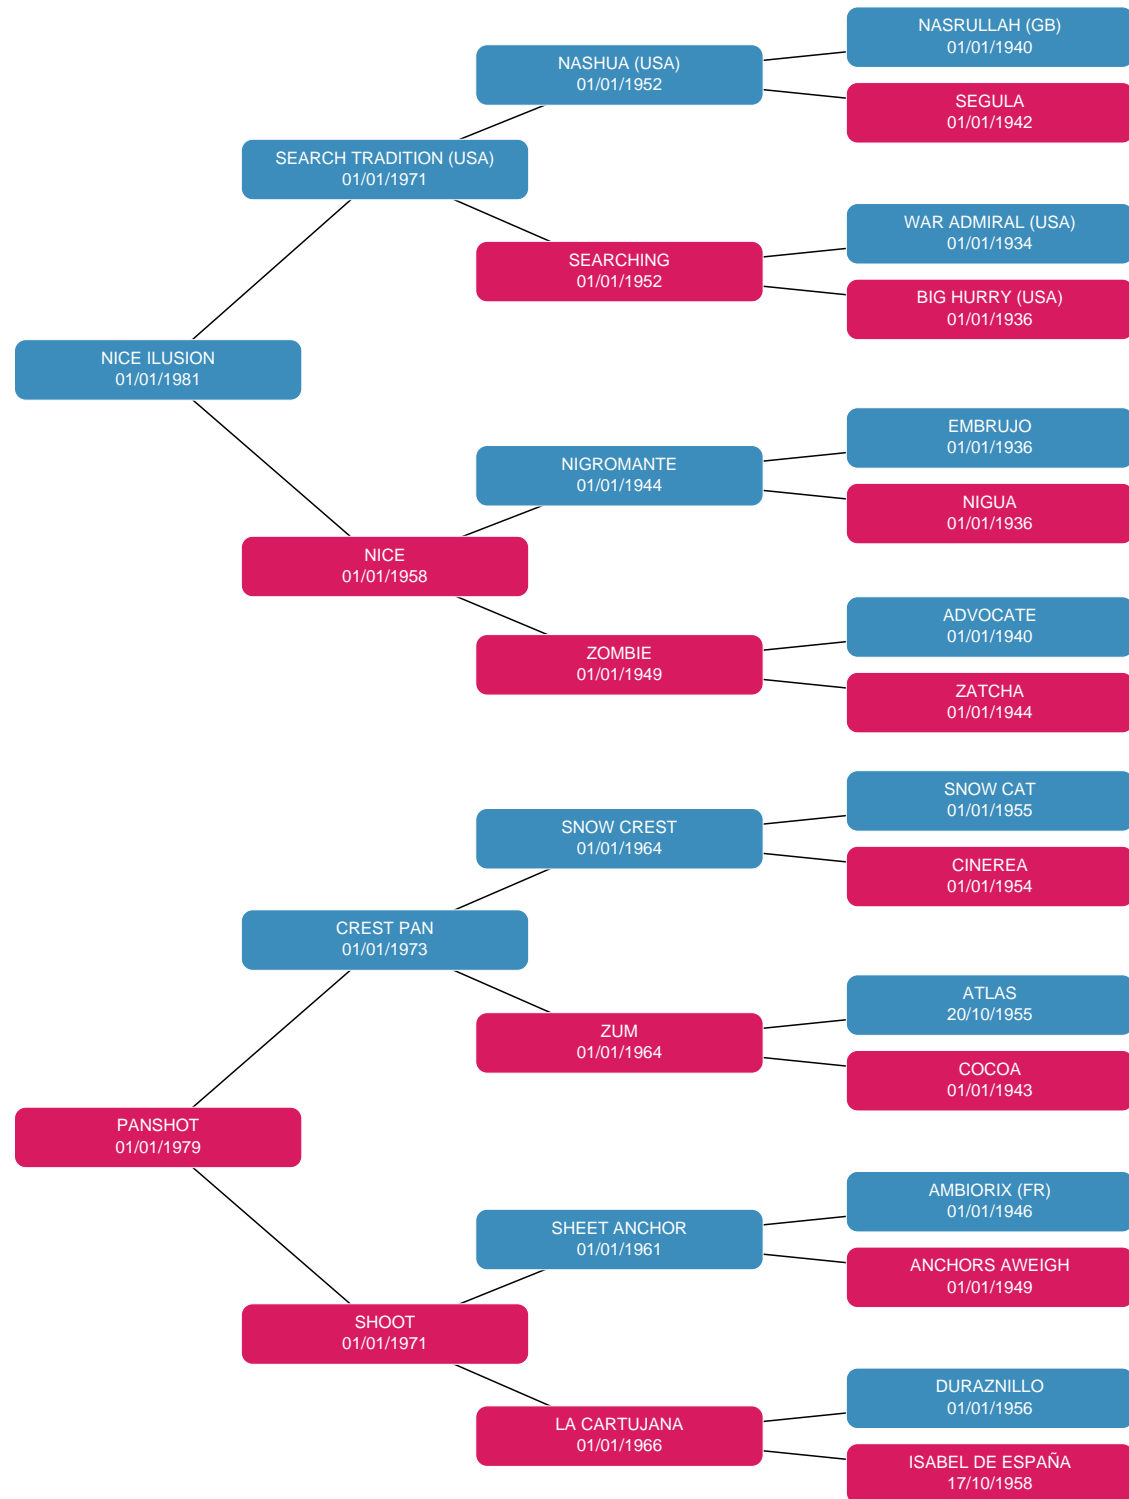 NASRULLAH (GB)
01/01/1940
NASHUA (USA)
01/01/1952
SEGULA
01/01/1942
SEARCH TRADITION (USA)
01/01/1971
WAR ADMIRAL (USA)
01/01/1934
SEARCHING
01/01/1952
BIG HURRY (USA)
01/01/1936
NICE ILUSION
01/01/1981
EMBRUJO
01/01/1936
NIGROMANTE
01/01/1944
NIGUA
01/01/1936
NICE
01/01/1958
ADVOCATE
01/01/1940
ZOMBIE
01/01/1949
ZATCHA
01/01/1944
SNOW CAT
01/01/1955
SNOW CREST
01/01/1964
CINEREA
01/01/1954
CREST PAN
01/01/1973
ATLAS
20/10/1955
ZUM
01/01/1964
COCOA
01/01/1943
PANSHOT
01/01/1979
AMBIORIX (FR)
01/01/1946
SHEET ANCHOR
01/01/1961
ANCHORS AWEIGH
01/01/1949
SHOOT
01/01/1971
DURAZNILLO
01/01/1956
LA CARTUJANA
01/01/1966
ISABEL DE ESPAÑA
17/10/1958